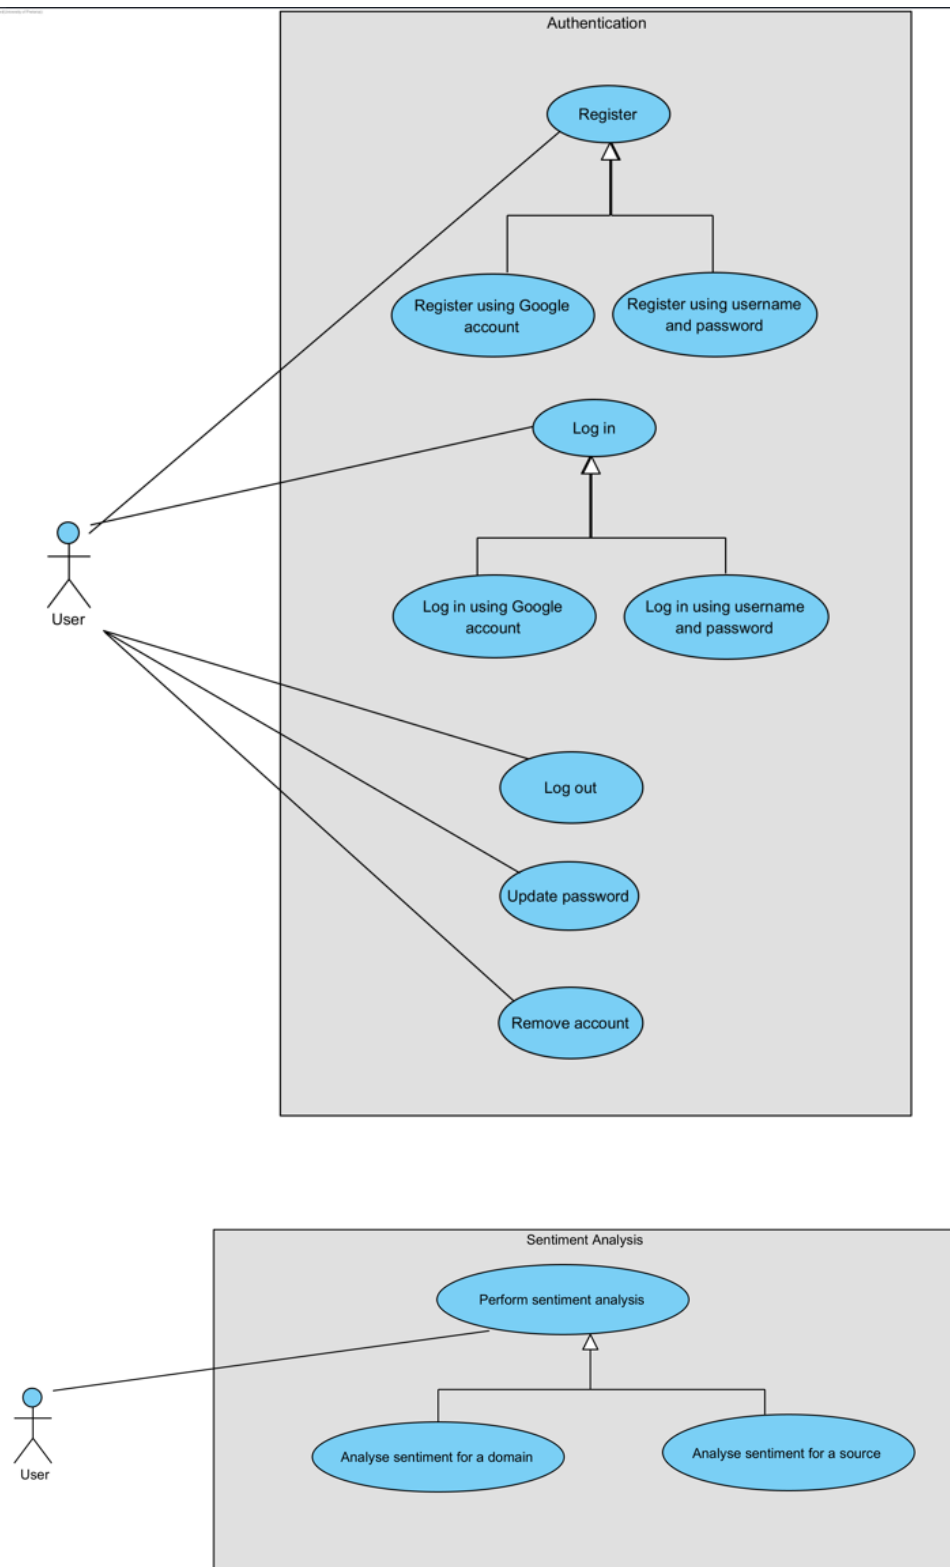 Authentication
Register
Register using Google
account
Register using username
and password
Log in
User
Log in using Google
account
Log in using username
and password
Log out
Update password
Remove account
Sentiment Analysis
Perform sentiment analysis
User
Analyse sentiment for a domain
Analyse sentiment for a source